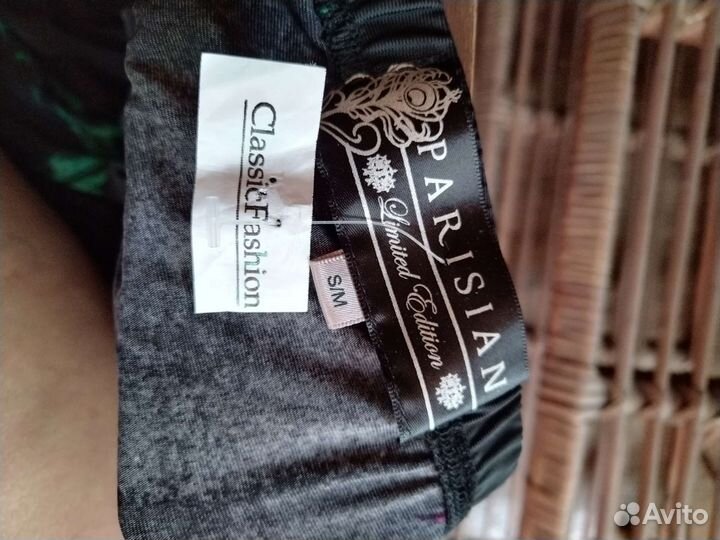 ClassicFashion
S/M
PARISIAN
Limited Edition
Avito